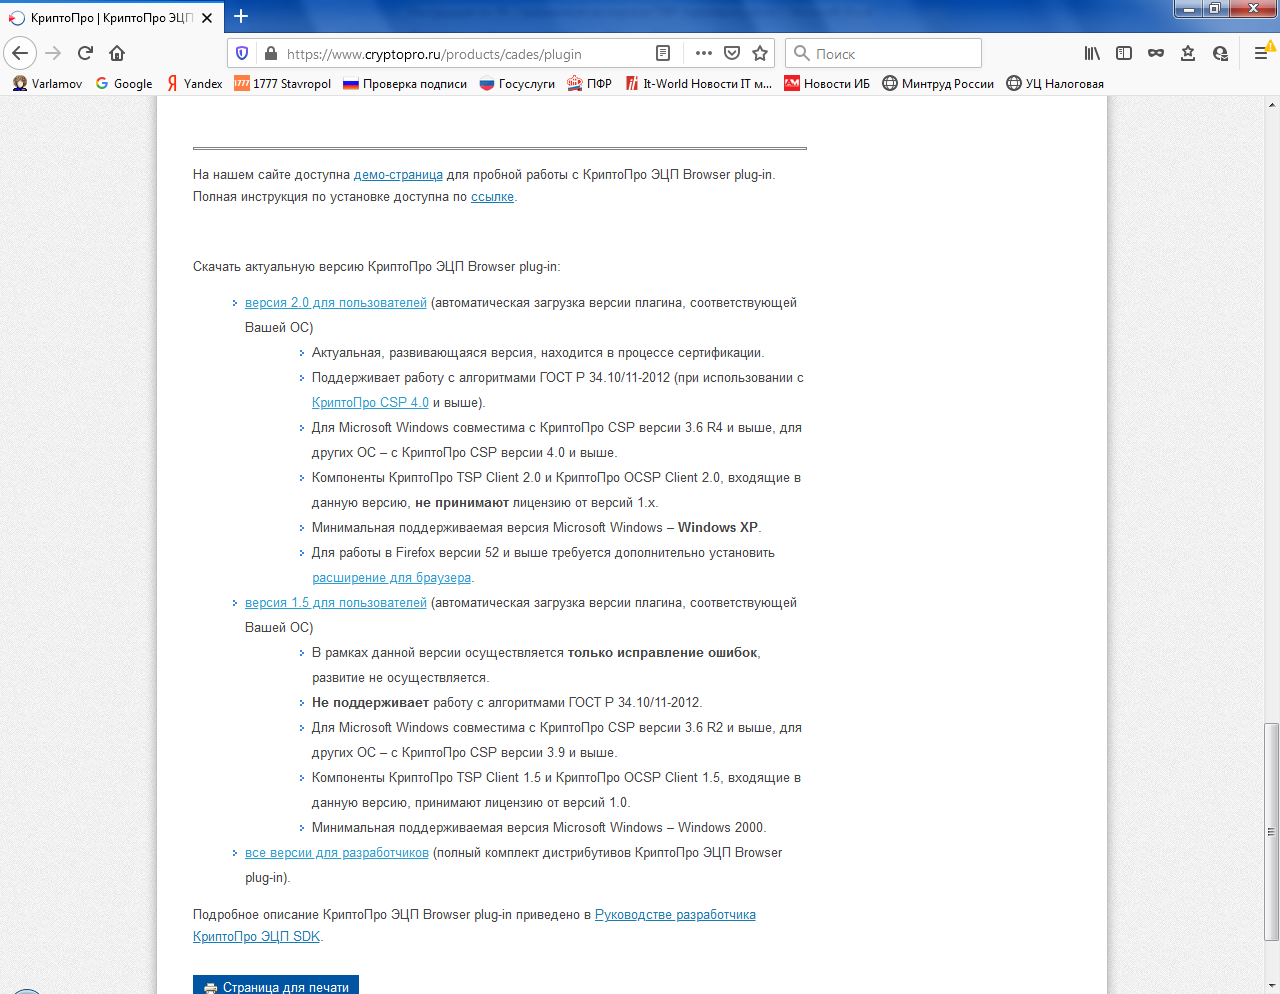 КриптоПро | КриптоПро ЭЦП
https://www.cryptopro.ru/products/cades/plugin
Поиск
Varlamov Google Yandex 1777 Stavropol Проверка подписи Госуслуги ПФР It-World Новости IT м... Новости ИБ Минтруд России УЦ Налоговая
На нашем сайте доступна демо-страница для пробной работы с КриптоПро ЭЦП Browser plug-in.
Полная инструкция по установке доступна по ссылке.
Скачать актуальную версию КриптоПро ЭЦП Browser plug-in:
версия 2.0 для пользователей (автоматическая загрузка версии плагина, соответствующей
Вашей ОС)
Актуальная, развивающаяся версия, находится в процессе сертификации.
Поддерживает работу с алгоритмами ГОСТ Р 34.10/11-2012 (при использовании с
КриптоПро CSP 4.0 и выше).
Для Microsoft Windows совместима с КриптоПро CSP версии 3.6 R4 и выше, для
других ОС – с КриптоПро CSP версии 4.0 и выше.
Компоненты КриптоПро TSP Client 2.0 и КриптоПро OCSP Client 2.0, входящие в
данную версию, не принимают лицензию от версий 1.x.
Минимальная поддерживаемая версия Microsoft Windows – Windows XP.
Для работы в Firefox версии 52 и выше требуется дополнительно установить
расширение для браузера.
версия 1.5 для пользователей (автоматическая загрузка версии плагина, соответствующей
Вашей ОС)
В рамках данной версии осуществляется только исправление ошибок,
развитие не осуществляется.
Не поддерживает работу с алгоритмами ГОСТ Р 34.10/11-2012.
Для Microsoft Windows совместима с КриптоПро CSP версии 3.6 R2 и выше, для
других ОС – с КриптоПро CSP версии 3.9 и выше.
Компоненты КриптоПро TSP Client 1.5 и КриптоПро OCSP Client 1.5, входящие в
данную версию, принимают лицензию от версий 1.0.
Минимальная поддерживаемая версия Microsoft Windows – Windows 2000.
все версии для разработчиков (полный комплект дистрибутивов КриптоПро ЭЦП Browser
plug-in).
Подробное описание КриптоПро ЭЦП Browser plug-in приведено в Руководстве разработчика
КриптоПро ЭЦП SDK.
Страница для печати